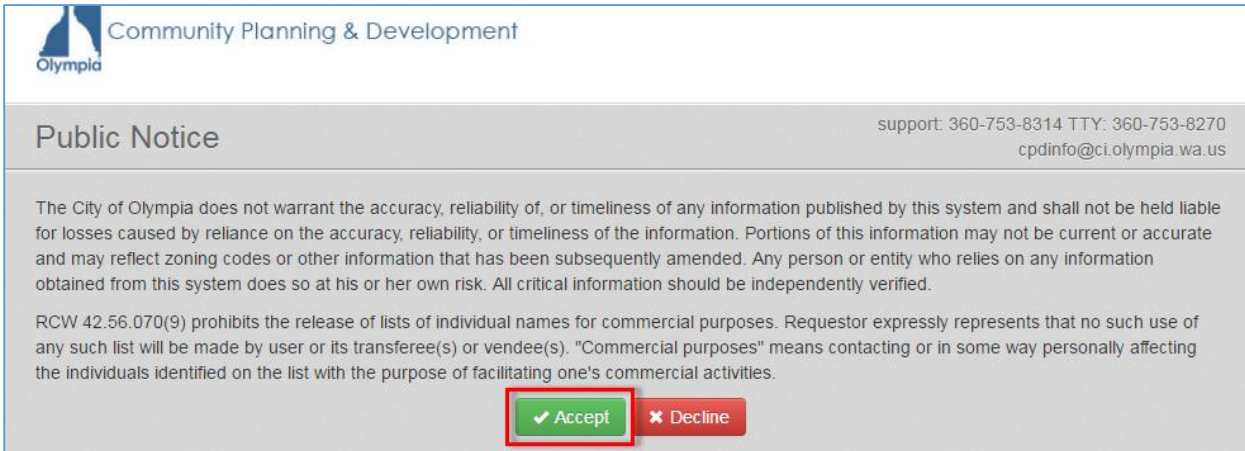 Community Planning & Development
Olympia
Public Notice
support: 360-753-8314 TTY: 360-753-8270
cpdinfo@ci.olympia.wa.us
The City of Olympia does not warrant the accuracy, reliability of, or timeliness of any information published by this system and shall not be held liable
for losses caused by reliance on the accuracy, reliability, or timeliness of the information. Portions of this information may not be current or accurate
and may reflect zoning codes or other information that has been subsequently amended. Any person or entity who relies on any information
obtained from this system does so at his or her own risk. All critical information should be independently verified.
RCW 42.56.070(9) prohibits the release of lists of individual names for commercial purposes. Requestor expressly represents that no such use of
any such list will be made by user or its transferee(s) or vendee(s). "Commercial purposes" means contacting or in some way personally affecting
the individuals identified on the list with the purpose of facilitating one's commercial activities.
✔ Accept
✖ Decline